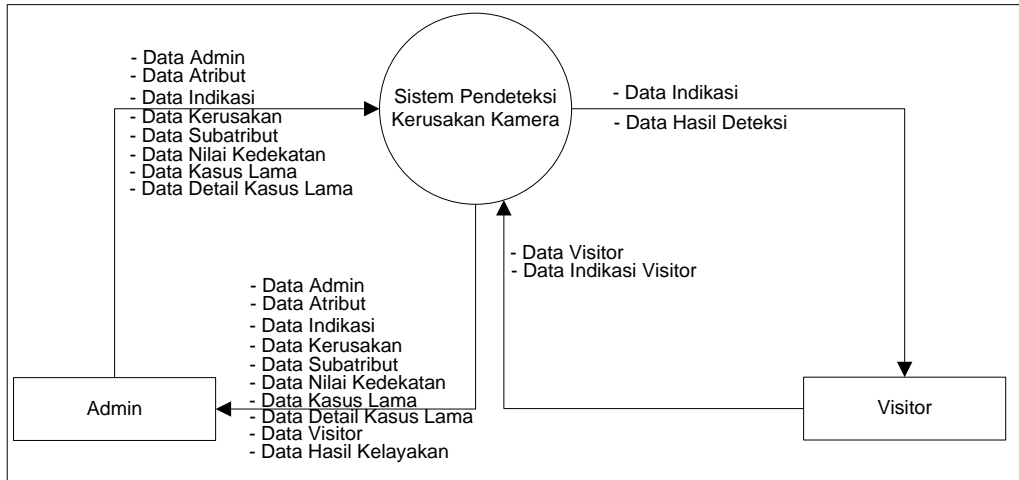 - Data Admin
- Data Atribut
- Data Indikasi
- Data Kerusakan
- Data Subatribut
- Data Nilai Kedekatan
- Data Kasus Lama
- Data Detail Kasus Lama
Sistem Pendeteksi
Kerusakan Kamera
- Data Indikasi
- Data Hasil Deteksi
- Data Visitor
- Data Indikasi Visitor
- Data Admin
- Data Atribut
- Data Indikasi
- Data Kerusakan
- Data Subatribut
- Data Nilai Kedekatan
- Data Kasus Lama
- Data Detail Kasus Lama
- Data Visitor
- Data Hasil Kelayakan
Admin
Visitor